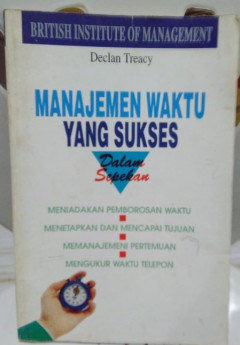 BRITISH INSTITUTE OF MANAGEMENT
Declan Treacy
MANAJEMEN WAKTU
YANG SUKSES
Dalam
Sepekan
MENIADAKAN PEMBOROSAN WAKTU
MENETAPKAN DAN MENCAPAI TUJUAN
MEMANAJEMENI PERTEMUAN
MENGUKUR WAKTU TELEPON